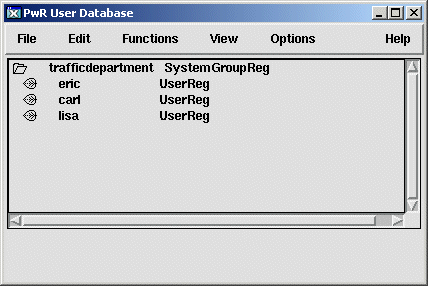 PwR User Database
File Edit Functions View Options Help
trafficdepartment SystemGroupReg
eric UserReg
carl UserReg
lisa UserReg